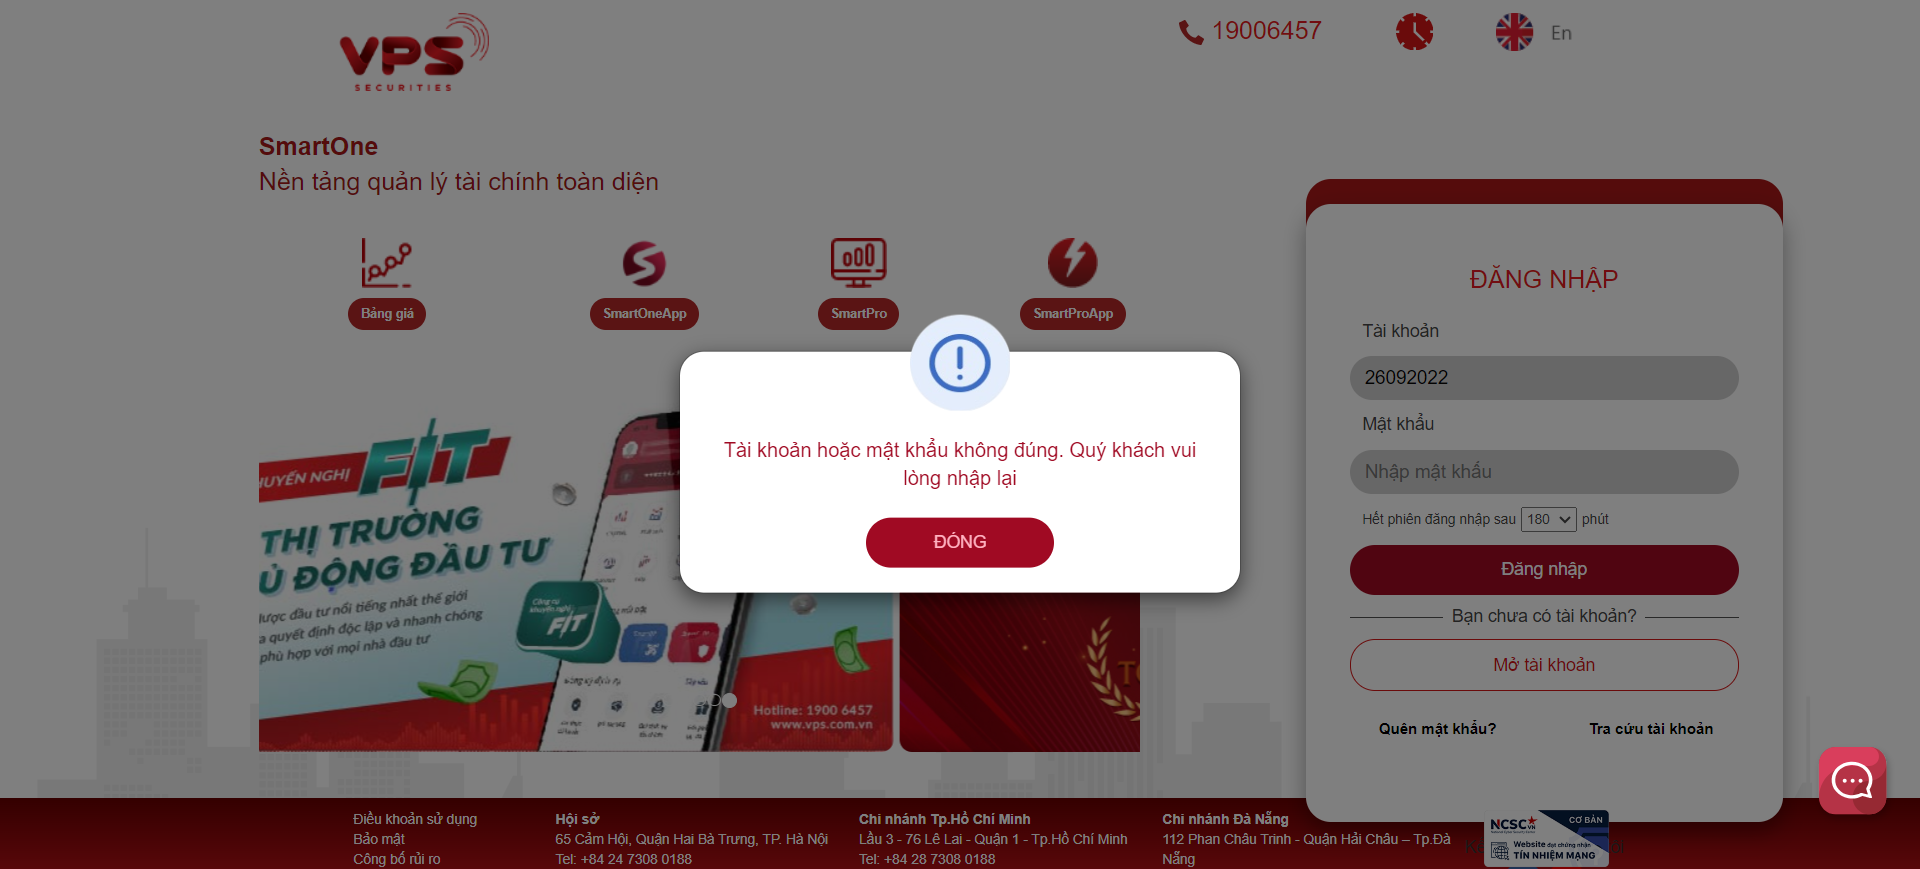 VPS
SECURITIES
19006457
En
SmartOne
Nền tảng quản lý tài chính toàn diện
Bảng giá
SmartOneApp
SmartPro
SmartProApp
Tài khoản hoặc mật khẩu không đúng. Quý khách vui
lòng nhập lại
ĐÓNG
HUYẾN NGHỊ
FIT
THỊ TRƯỜNG
Ủ ĐỘNG ĐẦU TƯ
lược đầu tư nổi tiếng nhất thế giới
a quyết định độc lập và nhanh chóng
phù hợp với mọi nhà đầu tư
FIT
Hotline: 1900 6457
www.vps.com.vn
ĐĂNG NHẬP
Tài khoản
26092022
Mật khẩu
Nhập mật khẩu
Hết phiên đăng nhập sau 180 phút
Đăng nhập
Bạn chưa có tài khoản?
Mở tài khoản
Quên mật khẩu?
Tra cứu tài khoản
Điều khoản sử dụng
Bảo mật
Công bố rủi ro
Hội sở
65 Cảm Hội, Quận Hai Bà Trưng, TP. Hà Nội
Tel: +84 24 7308 0188
Chi nhánh Tp.Hồ Chí Minh
Lầu 3 - 76 Lê Lai - Quận 1 - Tp.Hồ Chí Minh
Tel: +84 28 7308 0188
Chi nhánh Đà Nẵng
112 Phan Châu Trinh - Quận Hải Châu – Tp.Đà
Nẵng
NCSC VN
CƠ BẢN
Website đạt chứng nhận
TÍN NHIỆM MẠNG